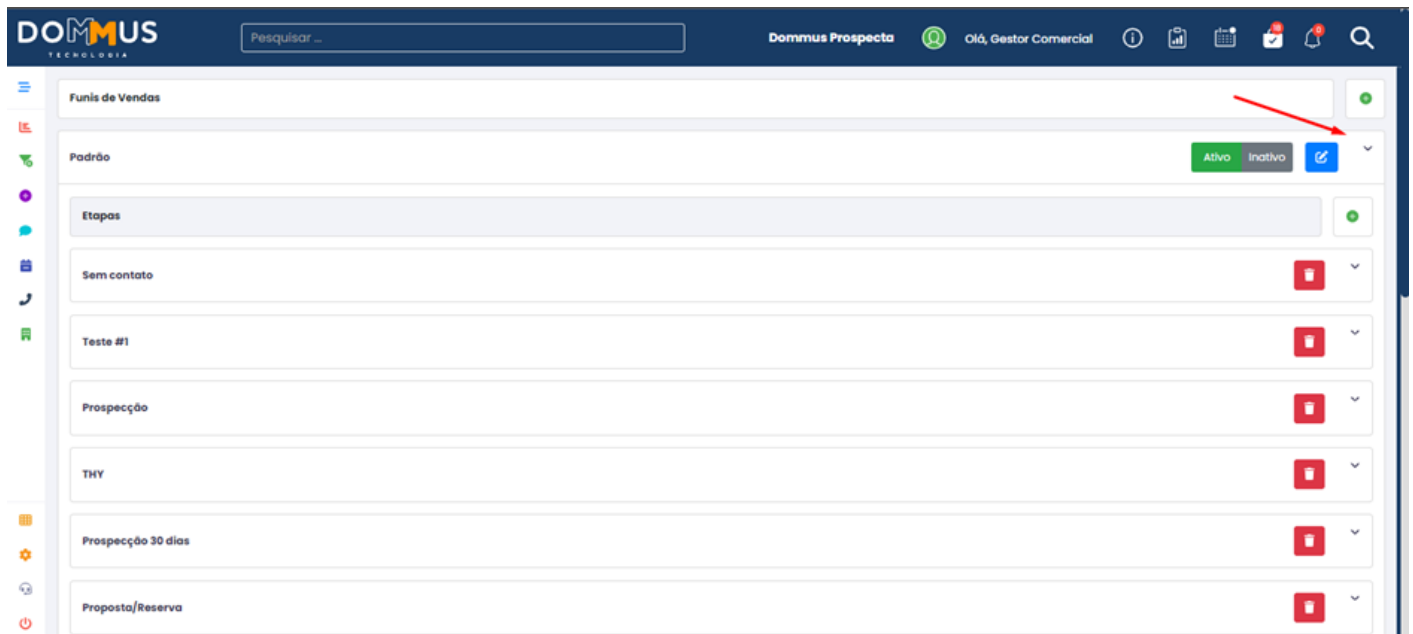 DOMMUS
TECNOLOGIA
Pesquisar ...
Dommus Prospecta
Olá, Gestor Comercial
Funis de Vendas
Padrão
Ativo Inativo
Etapas
Sem contato
Teste #1
Prospecção
THY
Prospecção 30 dias
Proposta/Reserva